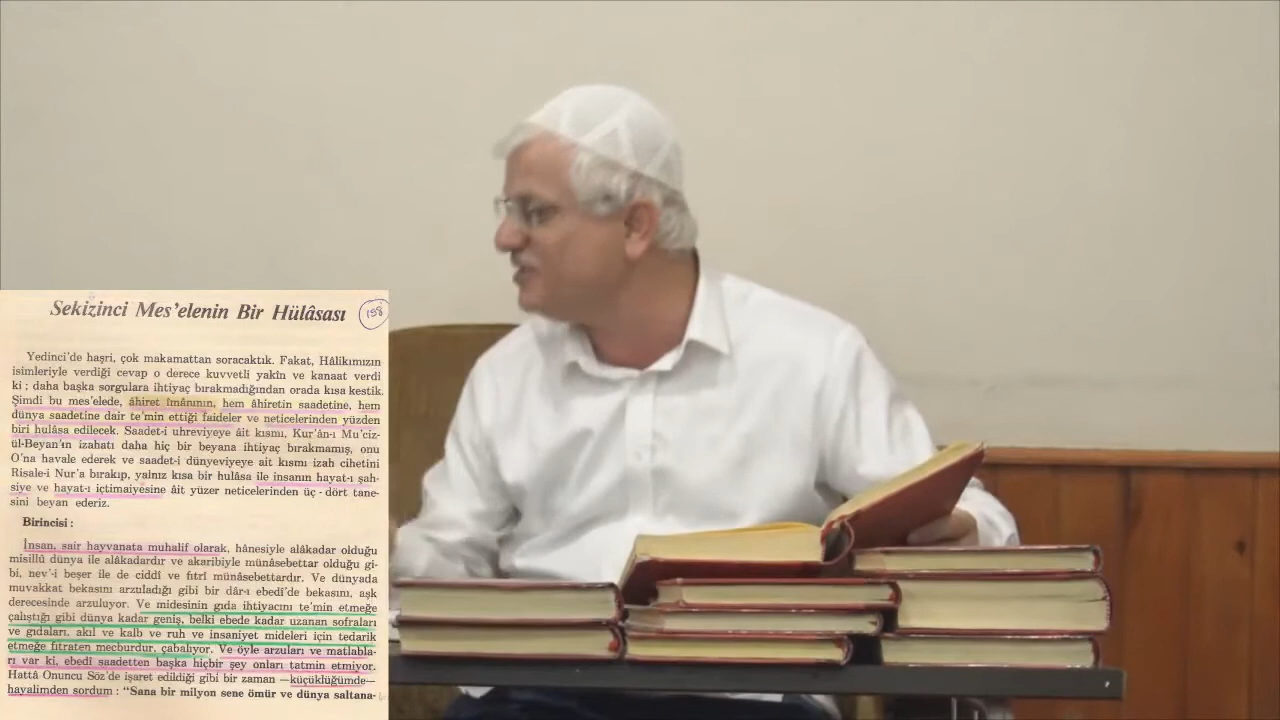 Sekizinci Mes'elenin Bir Hülâsası
198
Yedinci'de haşri, çok makamattan soracaktık. Fakat, Hâlikımızın
isimleriyle verdiği cevap o derece kuvvetli yakîn ve kanaat verdi
ki; daha başka sorgulara ihtiyaç bırakmadığından orada kısa kestik.
Şimdi bu mes'elede, âhiret îmânının, hem âhiretin saadetine, hem
dünya saadetine dair te'min ettiği faideler ve neticelerinden yüzden
biri hulâsa edilecek. Saadet-i uhreviyeye âit kısmı, Kur'ân-ı Mu'ciz-
ül-Beyan'ın izahatı daha hiç bir beyana ihtiyaç bırakmamış, onu
O'na havale ederek ve saadet-i dünyeviyeye ait kısmı izah cihetini
Risale-i Nur'a bırakıp, yalnız kısa bir hulâsa ile insanın hayat-ı şah-
siye ve hayat-ı içtimaiyesine âit yüzer neticelerinden üç - dört tane-
sini beyan ederiz.
Birincisi :
İnsan, sair hayvanata muhalif olarak, hânesiyle alâkadar olduğu
misillû dünya ile alâkadardır ve akaribiyle münâsebettar olduğu gi-
bi, nev'-i beşer ile de ciddî ve fıtrî münâsebettardır. Ve dünyada
muvakkat bekasını arzuladığı gibi bir dâr-ı ebedî'de bekasını, aşk
derecesinde arzuluyor. Ve midesinin gıda ihtiyacını te'min etmeğe
çalıştığı gibi dünya kadar geniş, belki ebede kadar uzanan sofraları
ve gıdaları, akıl ve kalb ve ruh ve insaniyet mideleri için tedarik
etmeğe fıtraten mecburdur, çabalıyor. Ve öyle arzuları ve matlabla-
rı var ki, ebedî saadetten başka hiçbir şey onları tatmin etmiyor.
Hattâ Onuncu Söz'de işaret edildiği gibi bir zaman —küçüklüğümde—
hayalimden sordum : "Sana bir milyon sene ömür ve dünya saltana-